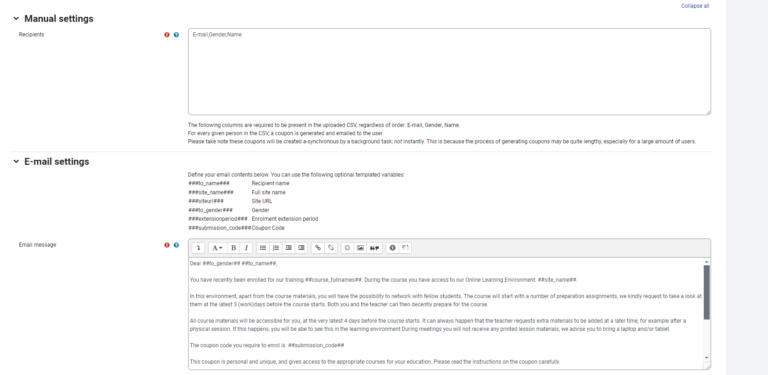 Collapse all
Manual settings
Recipients
E-mail,Gender,Name
The following columns are required to be present in the uploaded CSV, regardless of order: E-mail, Gender, Name.
For every given person in the CSV, a coupon is generated and emailed to the user.
Please take note these coupons will be created a-synchronous by a background task; not instantly. This is because the process of generating coupons may be quite lengthy, especially for a large amount of users.
E-mail settings
Define your email contents below. You can use the following optional templated variables:
###to_name### Recipient name
###site_name### Full site name
###siteurl### Site URL
###to_gender### Gender
###extensionperiod### Enrolment extension period
###submission_code### Coupon Code
Email message
Dear ##to_gender## ##to_name##,
You have recently been enrolled for our training ##course_fullnames##. During the course you have access to our Online Learning Environment: ##site_name##.
In this environment, apart from the course materials, you will have the possibility to network with fellow students. The course will start with a number of preparation assignments, we kindly request to take a look at
them at the latest 3 (work)days before the course starts. Both you and the teacher can then decently prepare for the course.
All course materials will be accessible for you, at the very latest 4 days before the course starts. It can always happen that the teacher requests extra materials to be added at a later time, for example after a
physical session. If this happens, you will be able to see this in the learning environment During meetings you will not receive any printed lesson materials, we advise you to bring a laptop and/or tablet.
The coupon code you require to enrol is: ##submission_code##
This coupon is personal and unique, and gives access to the appropriate courses for your education. Please read the instructions on the coupon carefully.